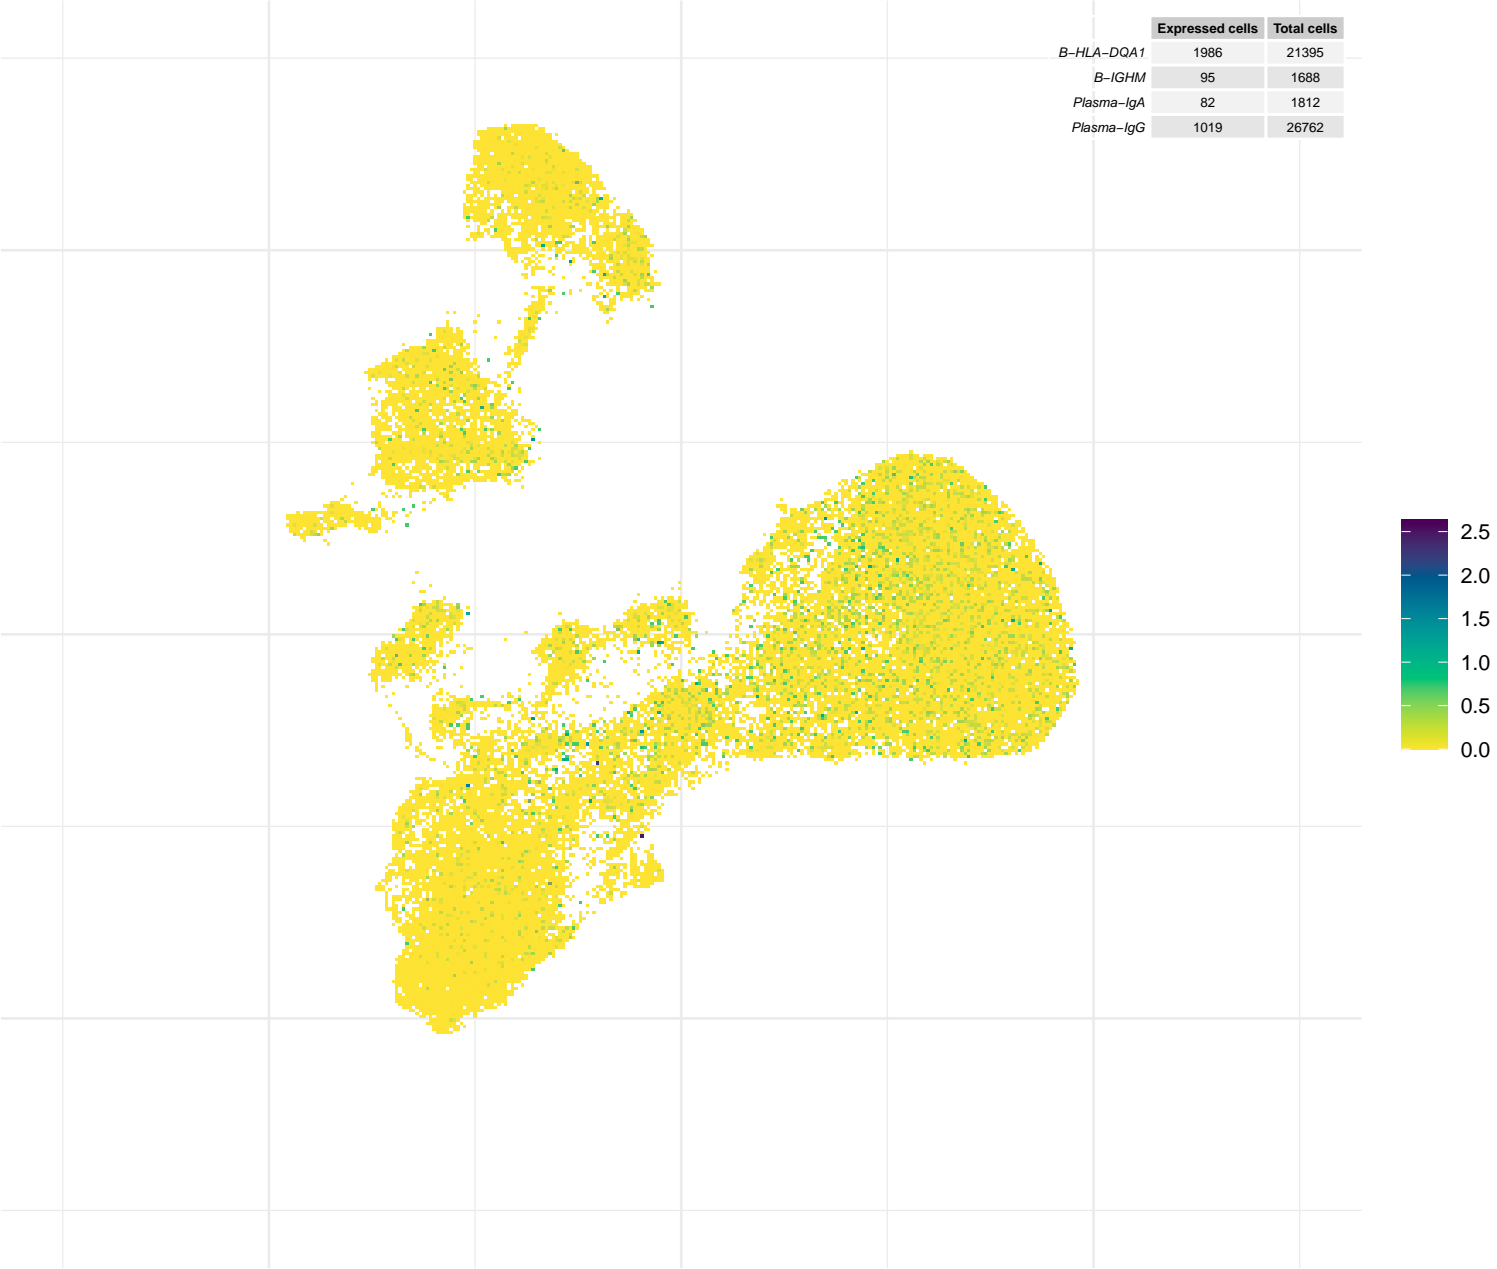 Expressed cells Total cells
B−HLA−DQA1 1986 21395
B−IGHM 95 1688
Plasma−IgA 82 1812
Plasma−IgG 1019 26762
2.5
2.0
1.5
1.0
0.5
0.0